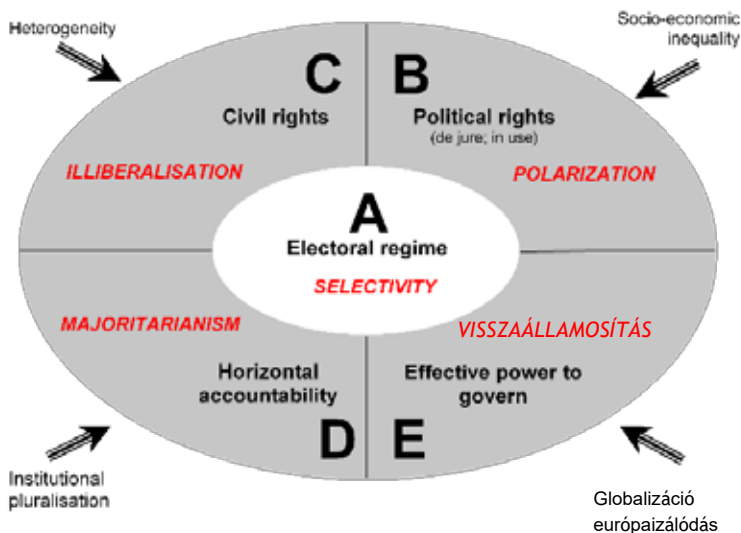 Heterogeneity
Socio-economic
inequality
C
B
Civil rights
Political rights
(de jure; in use)
ILLIBERALISATION
POLARIZATION
A
Electoral regime
SELECTIVITY
MAJORITARIANISM
VISSZAÁLLAMOSÍTÁS
Horizontal
accountability
Effective power to
govern
D
E
Institutional
pluralisation
Globalizáció
európaizálódás